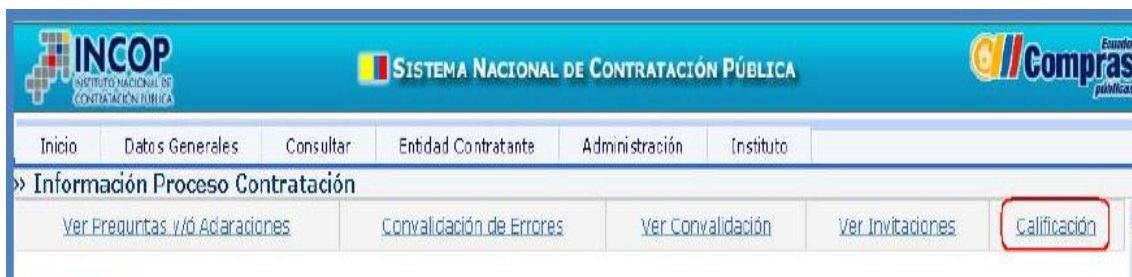 INCOP
INSTITUTO NACIONAL DE
CONTRATACIÓN PÚBLICA
SISTEMA NACIONAL DE CONTRATACIÓN PÚBLICA
Ecuador
Compras
públicas
Inicio Datos Generales Consultar Entidad Contratante Administración Instituto
» Información Proceso Contratación
Ver Preguntas y/ó Aclaraciones Convalidación de Errores Ver Convalidación Ver Invitaciones Calificación